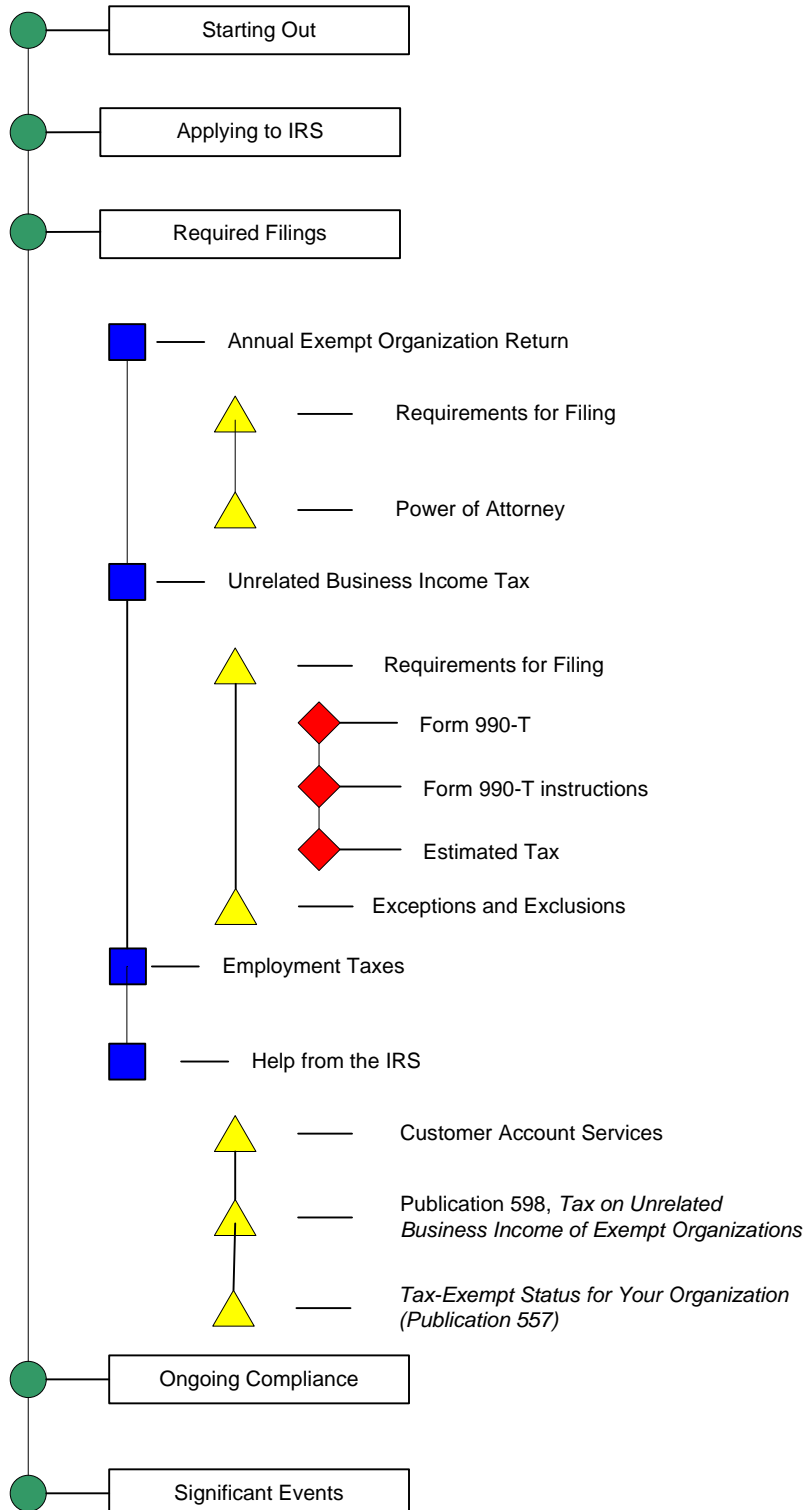 Starting Out
Applying to IRS
Required Filings
Annual Exempt Organization Return
Requirements for Filing
Power of Attorney
Unrelated Business Income Tax
Requirements for Filing
Form 990-T
Form 990-T instructions
Estimated Tax
Exceptions and Exclusions
Employment Taxes
Help from the IRS
Customer Account Services
Publication 598, Tax on Unrelated
Business Income of Exempt Organizations
Tax-Exempt Status for Your Organization
(Publication 557)
Ongoing Compliance
Significant Events